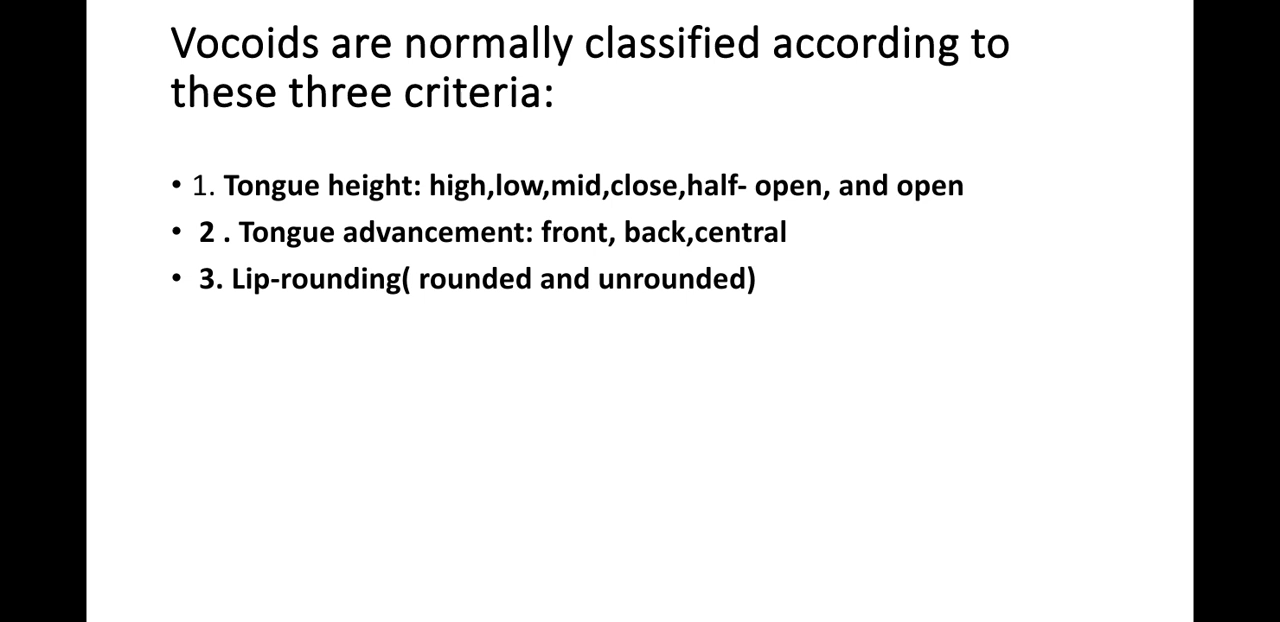 Vocoids are normally classified according to
these three criteria:
• 1. Tongue height: high,low,mid,close,half- open, and open
• 2 . Tongue advancement: front, back,central
• 3. Lip-rounding( rounded and unrounded)